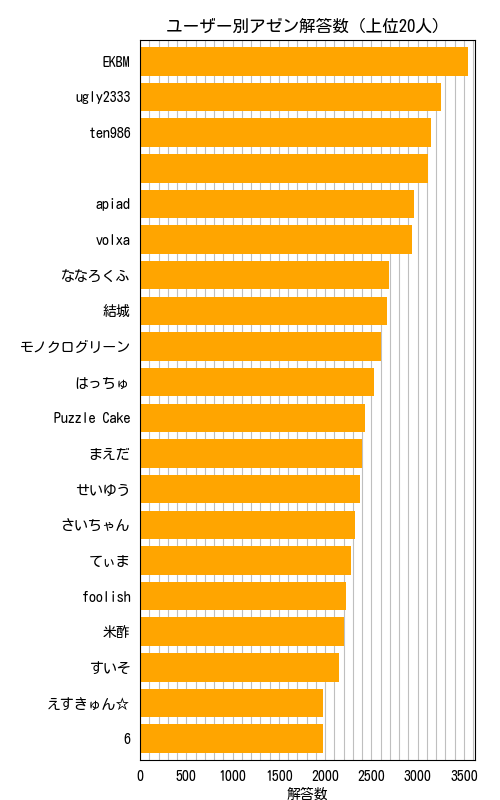 ユーザー別アゼン解答数 (上位20人)
EKBM
ugly2333
ten986
apiad
volxa
ななろくふ
結城
モノクログリーン
はっちゅ
Puzzle Cake
まえだ
せいゆう
さいちゃん
てぃま
foolish
米酢
すいそ
えすきゅん☆
6
0 500 1000 1500 2000 2500 3000 3500
解答数